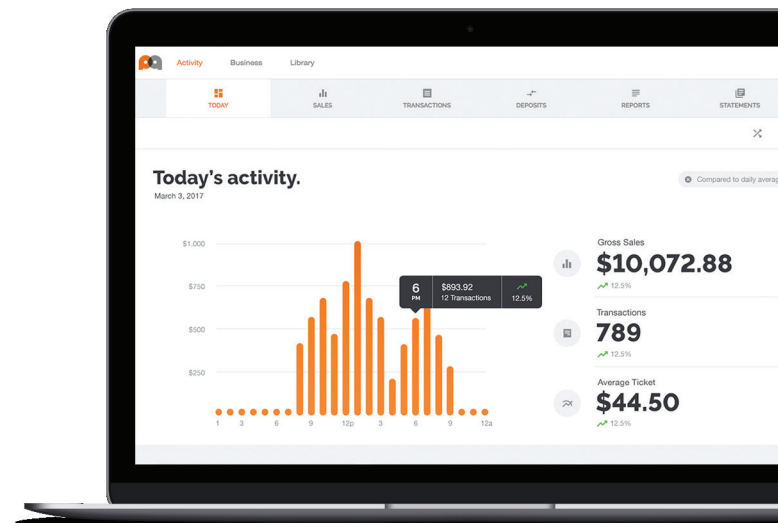 Activity Business Library
TODAY SALES TRANSACTIONS DEPOSITS REPORTS STATEMENTS
Today's activity.
March 3, 2017
Compared to daily averag
$1,000
$750
$500
$250
1 3 6 9 12p 3 6 9 12a
6 PM
$893.92
12 Transactions
12.5%
Gross Sales
$10,072.88
12.5%
Transactions
789
12.5%
Average Ticket
$44.50
12.5%